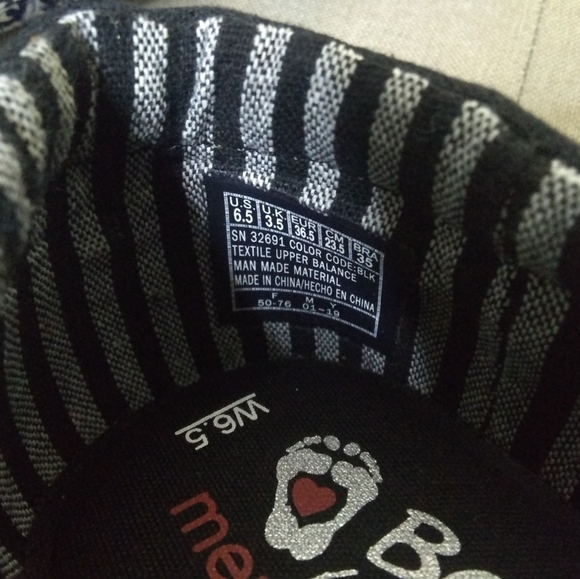 U.S. U.K. EUR CM BRA
6.5 3.5 36.5 23.5 35
SN 32691 COLOR CODE:BLK
TEXTILE UPPER BALANCE
MAN MADE MATERIAL
MADE IN CHINA/HECHO EN CHINA
F M Y
50-76 01-19
W6.5